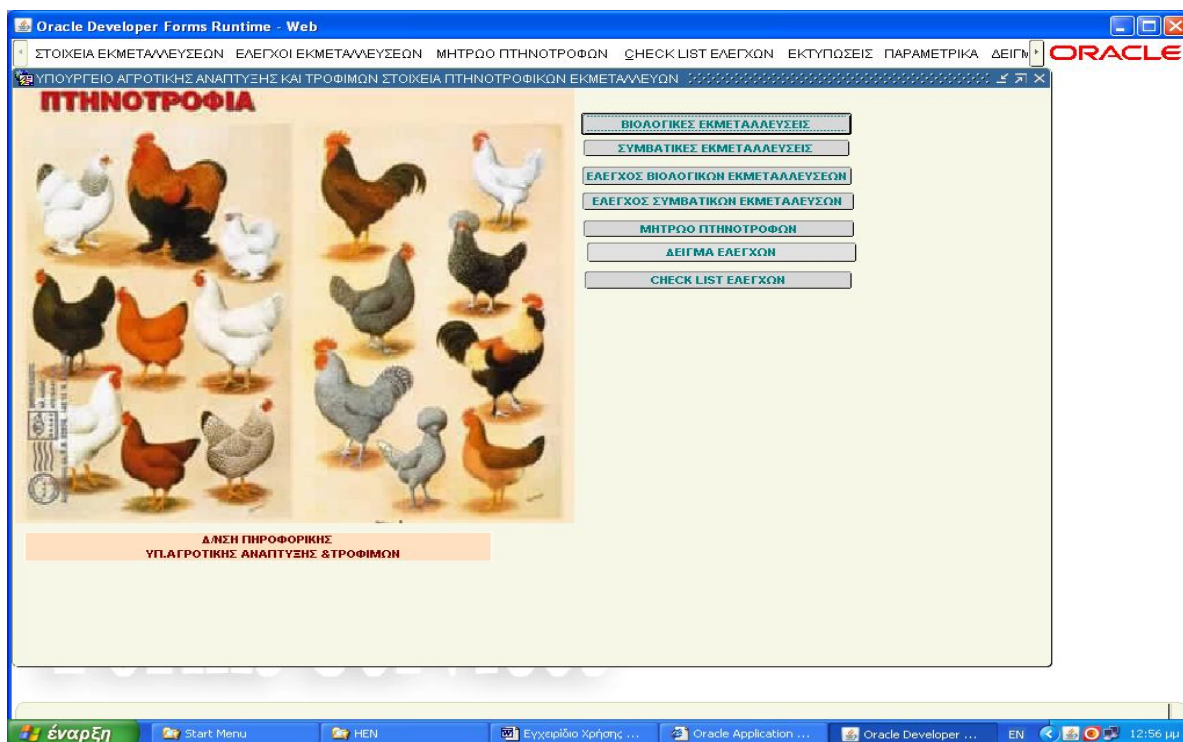 Oracle Developer Forms Runtime - Web
ΣΤΟΙΧΕΙΑ ΕΚΜΕΤΑΛΛΕΥΣΕΩΝ ΕΛΕΓΧΟΙ ΕΚΜΕΤΑΛΛΕΥΣΕΩΝ ΜΗΤΡΩΟ ΠΤΗΝΟΤΡΟΦΩΝ CHECK LIST ΕΛΕΓΧΩΝ ΕΚΤΥΠΩΣΕΙΣ ΠΑΡΑΜΕΤΡΙΚΑ ΔΕΙΓΜ
ORACLE
ΥΠΟΥΡΓΕΙΟ ΑΓΡΟΤΙΚΗΣ ΑΝΑΠΤΥΞΗΣ ΚΑΙ ΤΡΟΦΙΜΩΝ ΣΤΟΙΧΕΙΑ ΠΤΗΝΟΤΡΟΦΙΚΩΝ ΕΚΜΕΤΑΛΛΕΥΩΝ
ΠΤΗΝΟΤΡΟΦΙΑ
ΒΙΟΛΟΓΙΚΕΣ ΕΚΜΕΤΑΛΛΕΥΣΕΙΣ
ΣΥΜΒΑΤΙΚΕΣ ΕΚΜΕΤΑΛΛΕΥΣΕΙΣ
ΕΛΕΓΧΟΣ ΒΙΟΛΟΓΙΚΩΝ ΕΚΜΕΤΑΛΛΕΥΣΕΩΝ
ΕΛΕΓΧΟΣ ΣΥΜΒΑΤΙΚΩΝ ΕΚΜΕΤΑΛΕΥΣΩΝ
ΜΗΤΡΩΟ ΠΤΗΝΟΤΡΟΦΩΝ
ΔΕΙΓΜΑ ΕΛΕΓΧΩΝ
CHECK LIST ΕΛΕΓΧΩΝ
Δ/ΝΣΗ ΠΗΡΟΦΟΡΙΚΗΣ
ΥΠ.ΑΓΡΟΤΙΚΗΣ ΑΝΑΠΤΥΞΗΣ &ΤΡΟΦΙΜΩΝ
έναρξη Start Menu HEN Εγχειρίδιο Χρήσης ... Oracle Application ... Oracle Developer ... EN 12:56 μμ